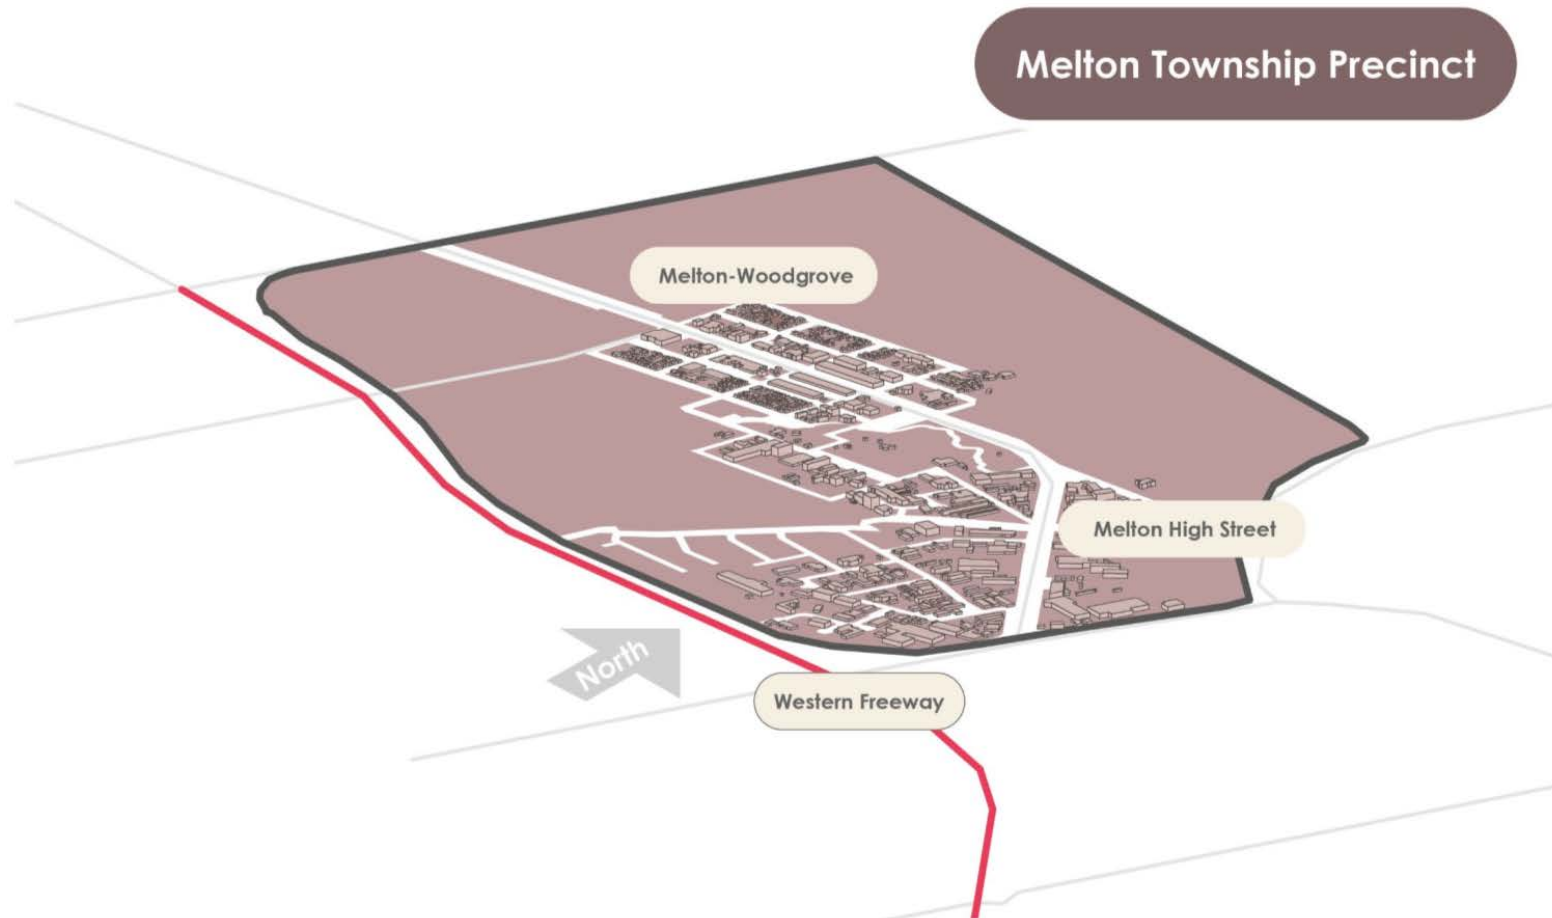 Melton Township Precinct
Melton-Woodgrove
Melton High Street
North
Western Freeway